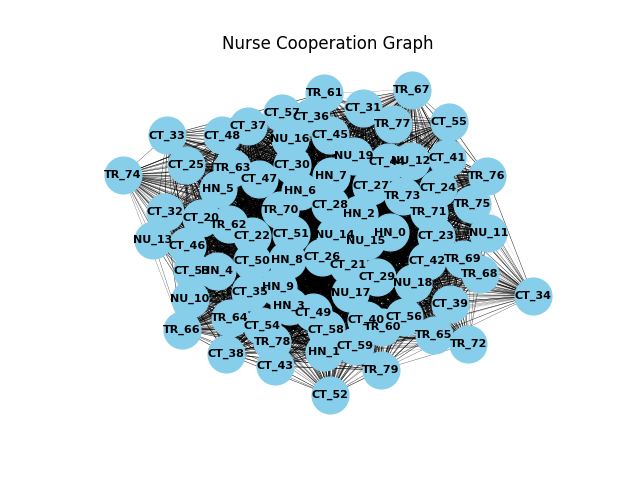 Nurse Cooperation Graph
TR_61
TR_67
CT_57
CT_31
CT_36
CT_37
TR_77
CT_55
CT_33
CT_48
NU_16
CT_45
NU_19
NU_12
CT_41
CT_25
TR_63
CT_30
TR_74
CT_47
HN_7
TR_76
HN_5
HN_6
CT_27
CT_24
TR_73
CT_28
TR_75
CT_32
CT_20
TR_70
HN_2
TR_71
TR_62
NU_13
CT_22
CT_51
NU_14
NU_15
HN_0
CT_23
NU_11
CT_46
CT_50
HN_8
CT_26
CT_21
CT_42
TR_69
HN_4
CT_29
TR_68
NU_18
NU_10
CT_35
HN_9
NU_17
CT_34
HN_3
CT_49
CT_39
TR_64
CT_40
CT_56
TR_66
CT_54
CT_58
TR_60
TR_65
TR_78
CT_59
TR_72
CT_38
HN_1
CT_43
TR_79
CT_52